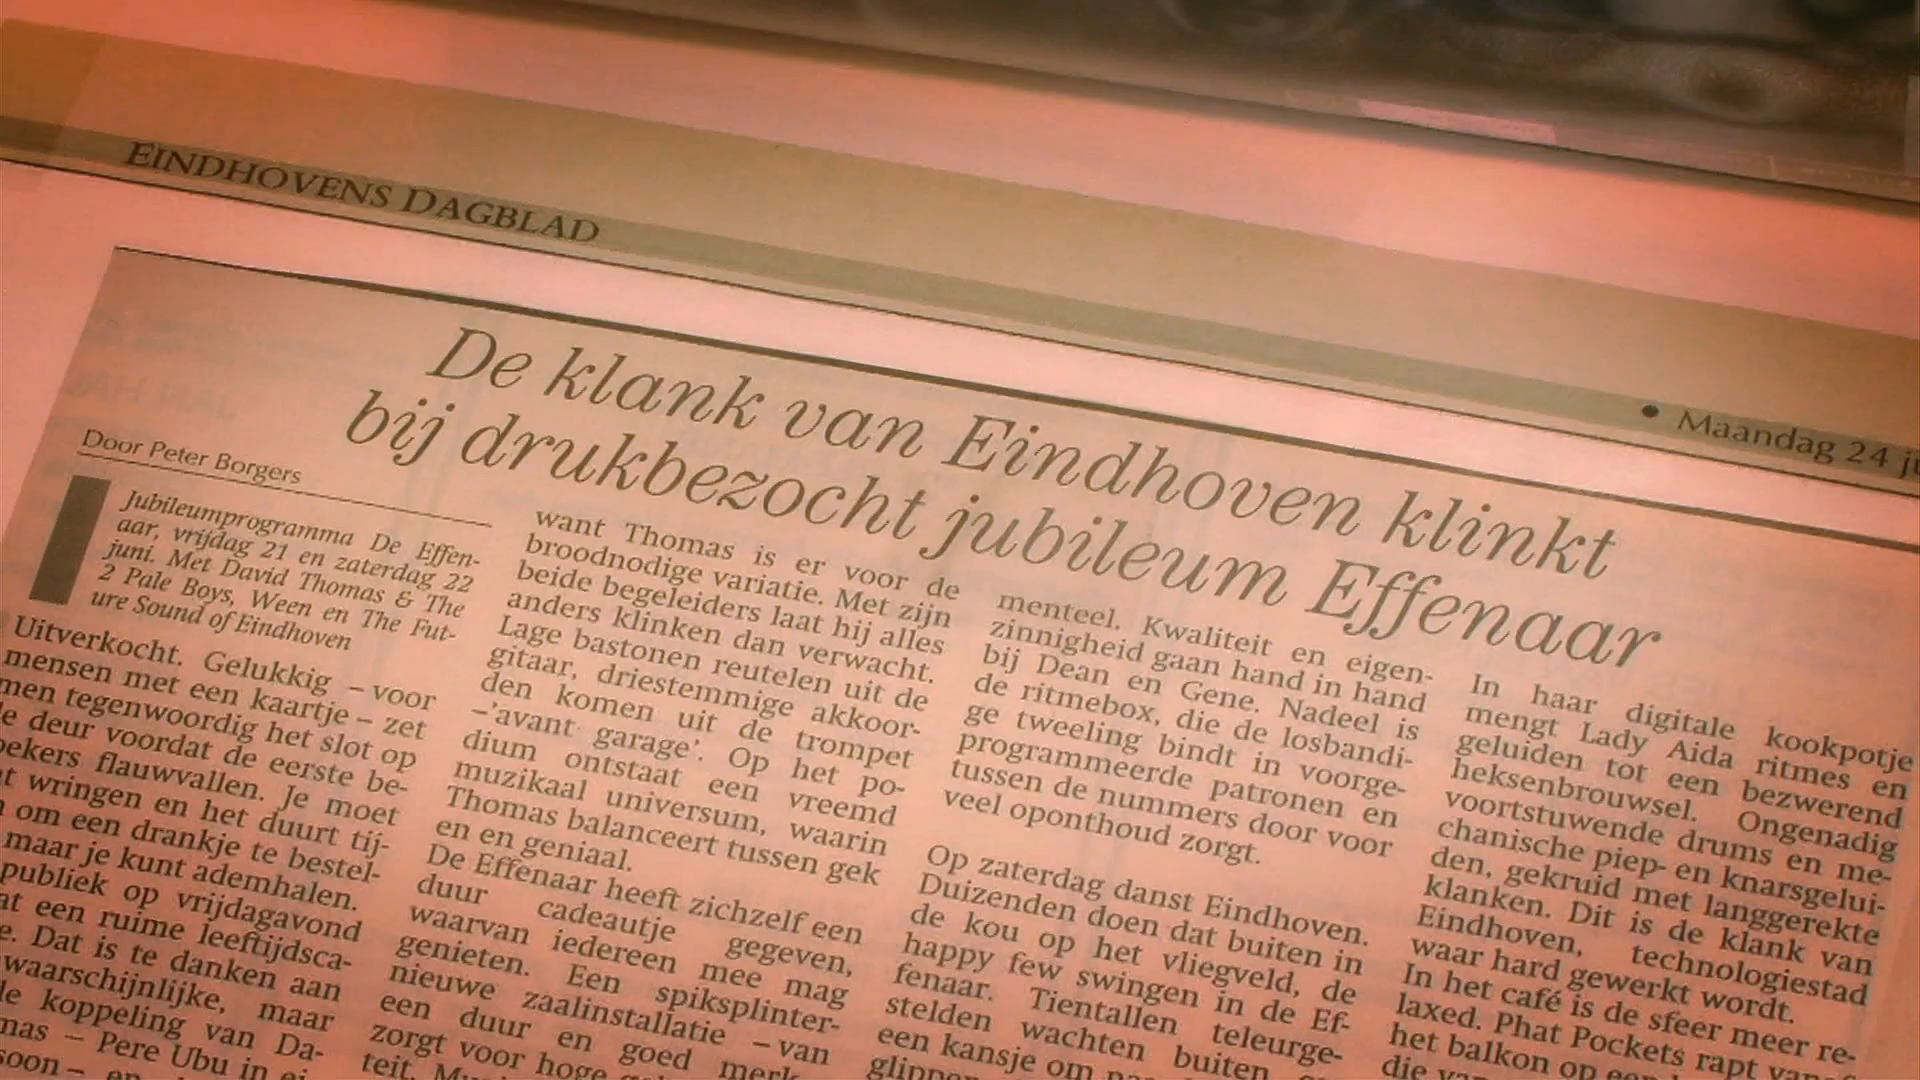 EINDHOVENS DAGBLAD
• Maandag 24
De klank van Eindhoven klinkt
bij drukbezocht jubileum Effenaar
Door Peter Borgers
Jubileumprogramma De Effen-
aar, vrijdag 21 en zaterdag 22
juni. Met David Thomas & The
2 Pale Boys, Ween en The Fut-
ure Sound of Eindhoven
Uitverkocht. Gelukkig – voor
mensen met een kaartje – zet
men tegenwoordig het slot op
de deur voordat de eerste be-
zoekers flauwvallen. Je moet
wringen en het duurt tij-
om een drankje te bestel-
maar je kunt ademhalen.
publiek op vrijdagavond
een ruime leeftijdsca-
Dat is te danken aan
waarschijnlijke, maar
koppeling van Da-
– Pere Ubu in
want Thomas is er voor de
broodnodige variatie. Met zijn
beide begeleiders laat hij alles
anders klinken dan verwacht.
Lage bastonen reutelen uit de
gitaar, driestemmige akkoor-
den komen uit de trompet
–'avant garage'. Op het po-
dium ontstaat een vreemd
muzikaal universum, waarin
Thomas balanceert tussen gek
en en geniaal.
De Effenaar heeft zichzelf een
duur cadeautje gegeven,
waarvan iedereen mee mag
genieten. Een spiksplinter-
nieuwe zaalinstallatie – van
een duur en goed merk
zorgt voor hoge
teit.
menteel. Kwaliteit en eigen-
zinnigheid gaan hand in hand
bij Dean en Gene. Nadeel is
de ritmebox, die de losbandi-
ge tweeling bindt in voorge-
programmeerde patronen en
tussen de nummers door voor
veel oponthoud zorgt.
Op zaterdag danst Eindhoven.
Duizenden doen dat buiten in
de kou op het vliegveld, de
happy few swingen in de Ef-
fenaar. Tientallen teleurge-
stelden wachten buiten
een kansje om
In haar digitale kookpotje
mengt Lady Aida ritmes en
geluiden tot een bezwerend
heksenbrouwsel. Ongenadig
voortstuwende drums en me-
chanische piep- en knarsgelui-
den, gekruid met langgerekte
klanken. Dit is de klank van
Eindhoven, technologiestad
waar hard gewerkt wordt.
In het café is de sfeer meer re-
laxed. Phat Pockets rapt
het balkon op
die